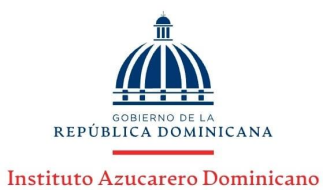 GOBIERNO DE LA
REPÚBLICA DOMINICANA
Instituto Azucarero Dominicano